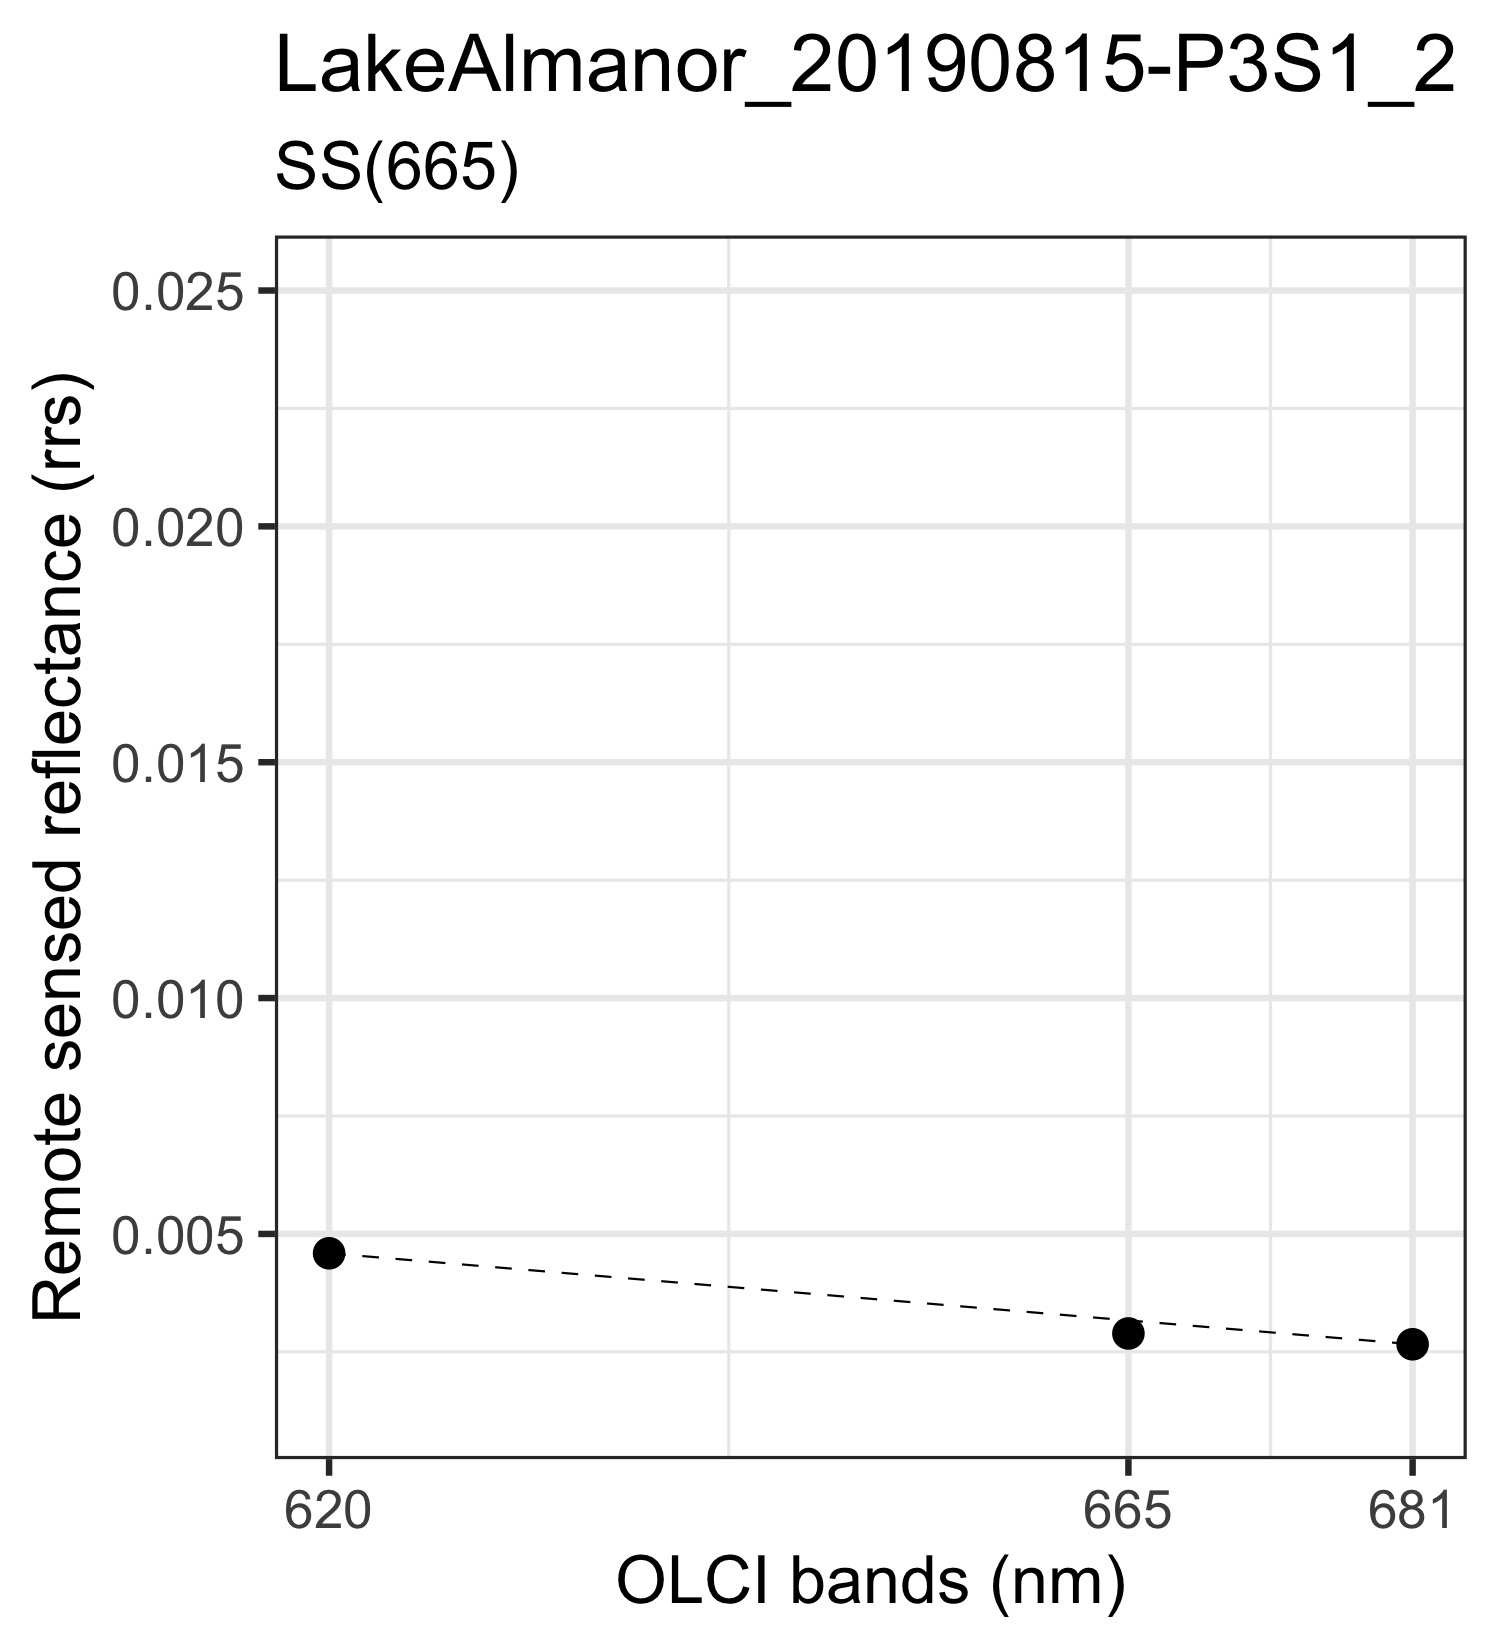 LakeAlmanor_20190815-P3S1_2
SS(665)
Remote sensed reflectance (rrs)
0.025
0.020
0.015
0.010
0.005
620 665 681
OLCI bands (nm)